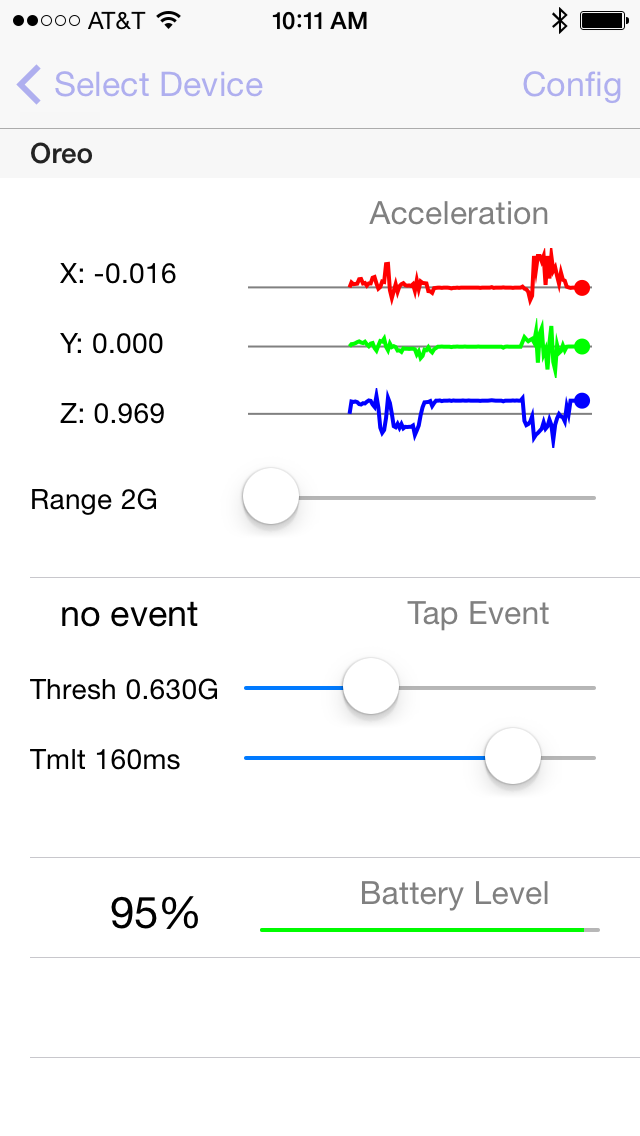 AT&T 10:11 AM
Select Device Config
Oreo
Acceleration
X: -0.016
Y: 0.000
Z: 0.969
Range 2G
no event Tap Event
Thresh 0.630G
Tmlt 160ms
Battery Level
95%